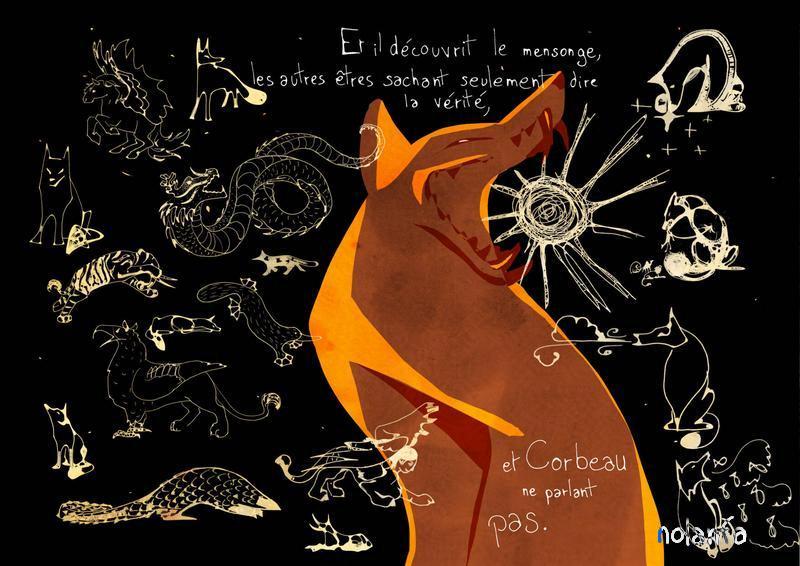 Et il découvrit le mensonge,
les autres êtres sachant seulement dire
la vérité,
et Corbeau
ne parlant
pas.